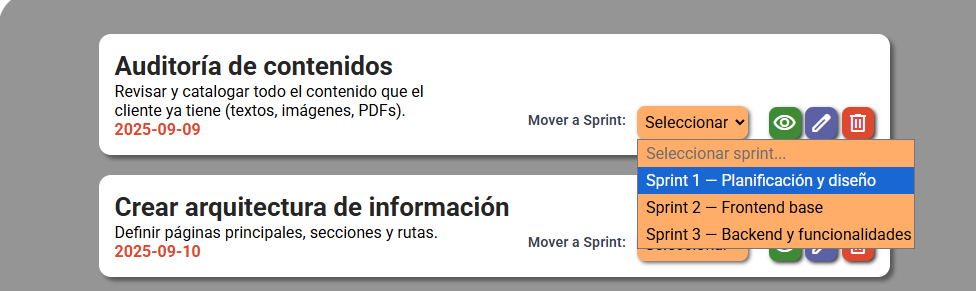 Auditoría de contenidos
Revisar y catalogar todo el contenido que el
cliente ya tiene (textos, imágenes, PDFs).
2025-09-09
Mover a Sprint:
Seleccionar
Seleccionar sprint...
Sprint 1 — Planificación y diseño
Sprint 2 — Frontend base
Sprint 3 — Backend y funcionalidades
Crear arquitectura de información
Definir páginas principales, secciones y rutas.
2025-09-10
Mover a Sprint: